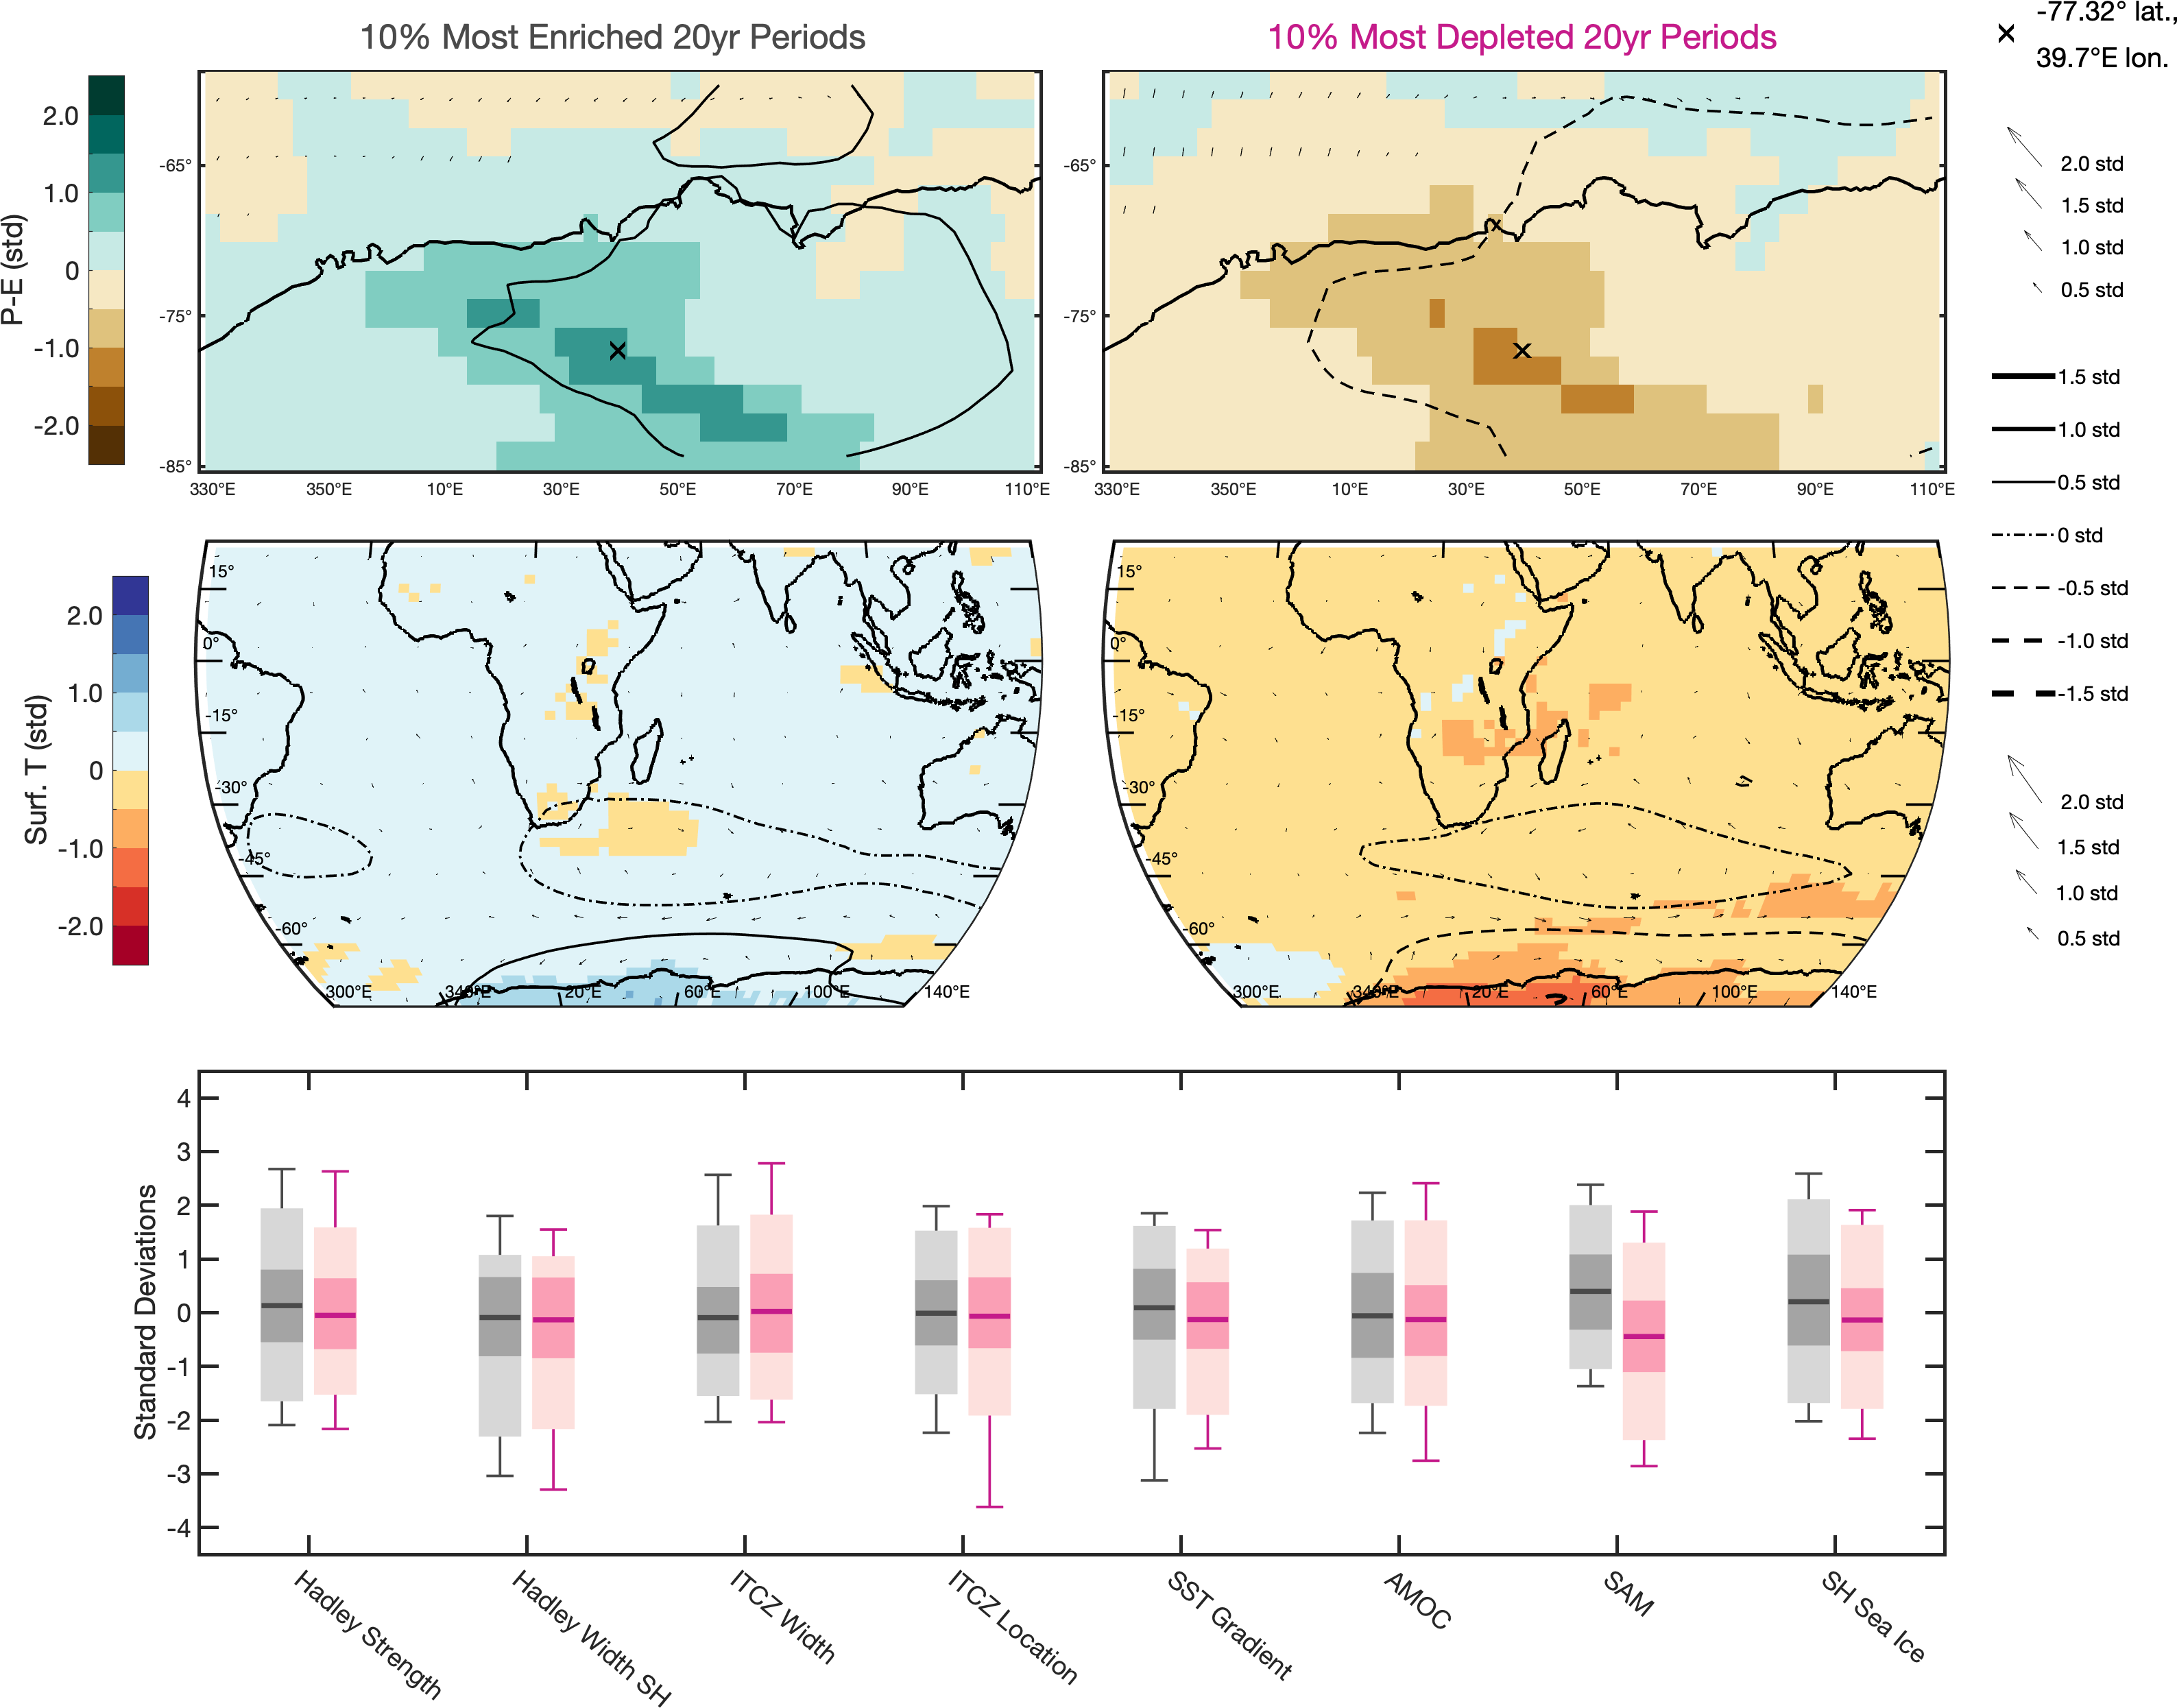 10% Most Enriched 20yr Periods
10% Most Depleted 20yr Periods
-77.32° lat.,
39.7°E lon.
P-E (std)
2.0
1.0
0
-1.0
-2.0
-65°
-75°
-85°
330°E 350°E 10°E 30°E 50°E 70°E 90°E 110°E
-65°
-75°
-85°
330°E 350°E 10°E 30°E 50°E 70°E 90°E 110°E
2.0 std
1.5 std
1.0 std
0.5 std
1.5 std
1.0 std
0.5 std
0 std
-0.5 std
-1.0 std
-1.5 std
Surf. T (std)
2.0
1.0
0
-1.0
-2.0
15°
0°
-15°
-30°
-45°
-60°
300°E 340°E 20°E 60°E 100°E 140°E
15°
0°
-15°
-30°
-45°
-60°
300°E 340°E 20°E 60°E 100°E 140°E
2.0 std
1.5 std
1.0 std
0.5 std
Standard Deviations
4
3
2
1
0
-1
-2
-3
-4
Hadley Strength
Hadley Width SH
ITCZ Width
ITCZ Location
SST Gradient
AMOC
SAM
SH Sea Ice